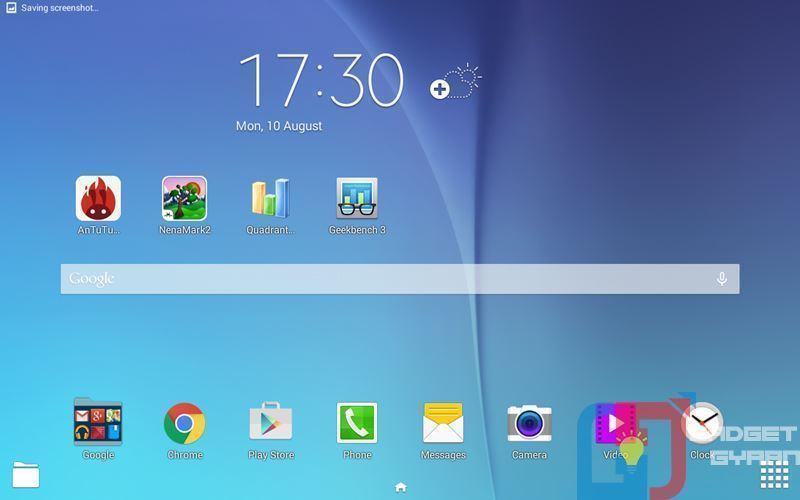 Saving screenshot...
17:30
Mon, 10 August
AnTuTu...
NenaMark2
Quadrant...
Geekbench 3
Google
Google
Chrome
Play Store
Phone
Messages
Camera
Video
Clock
GADGET
GYAAN